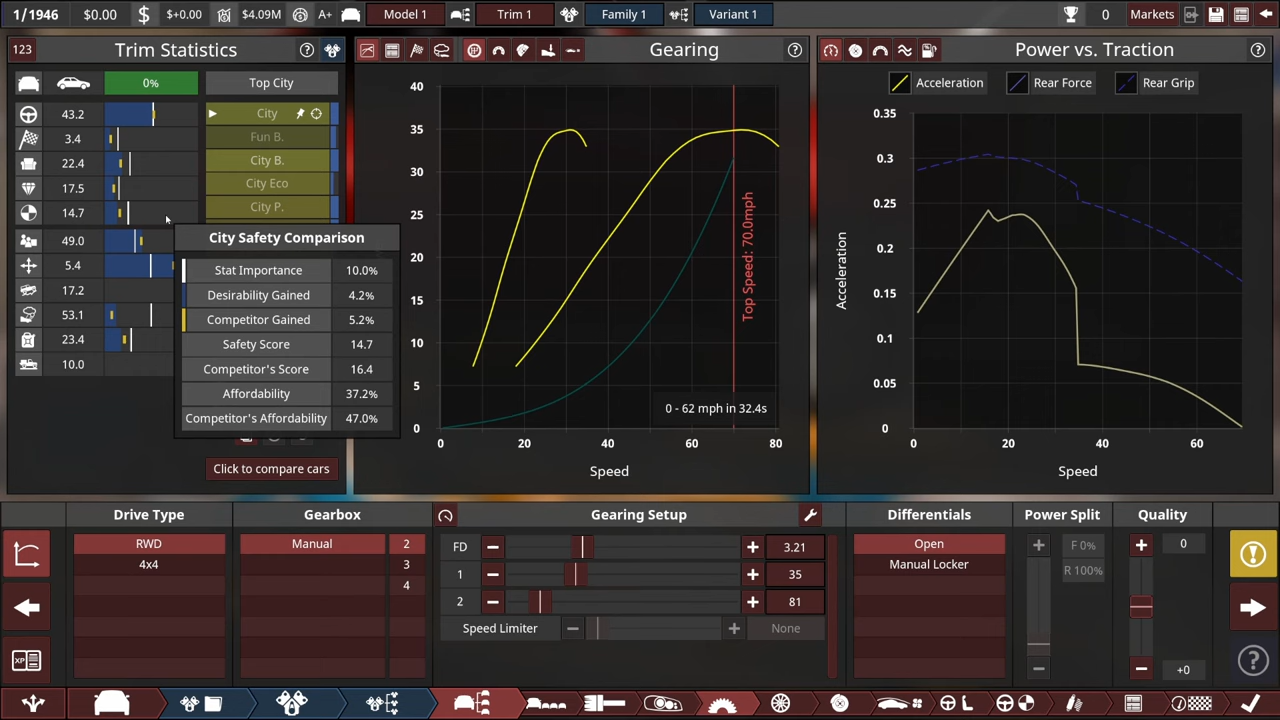 1/1946
$0.00
$
$+0.00
$4.09M
A+
Model 1
Trim 1
Family 1
Variant 1
0
Markets
123
Trim Statistics
?
0%
Top City
43.2
City
3.4
Fun B.
22.4
City B.
17.5
City Eco
14.7
City P.
49.0
5.4
17.2
53.1
23.4
10.0
City Safety Comparison
Stat Importance 10.0%
Desirability Gained 4.2%
Competitor Gained 5.2%
Safety Score 14.7
Competitor's Score 16.4
Affordability 37.2%
Competitor's Affordability 47.0%
Click to compare cars
Gearing
?
40
35
30
25
20
15
10
5
0
0 20 40 60 80
Speed
Top Speed: 70.0mph
0 - 62 mph in 32.4s
Power vs. Traction
?
Acceleration
Rear Force
Rear Grip
0.35
0.3
0.25
0.2
0.15
0.1
0.05
0
0 20 40 60
Speed
Acceleration
Drive Type
RWD
4x4
Gearbox
Manual
2
3
4
Gearing Setup
FD − + 3.21
1 − + 35
2 − + 81
Speed Limiter − + None
Differentials
Open
Manual Locker
Power Split
+
F 0%
R 100%
−
Quality
+ 0
− +0
XP
?